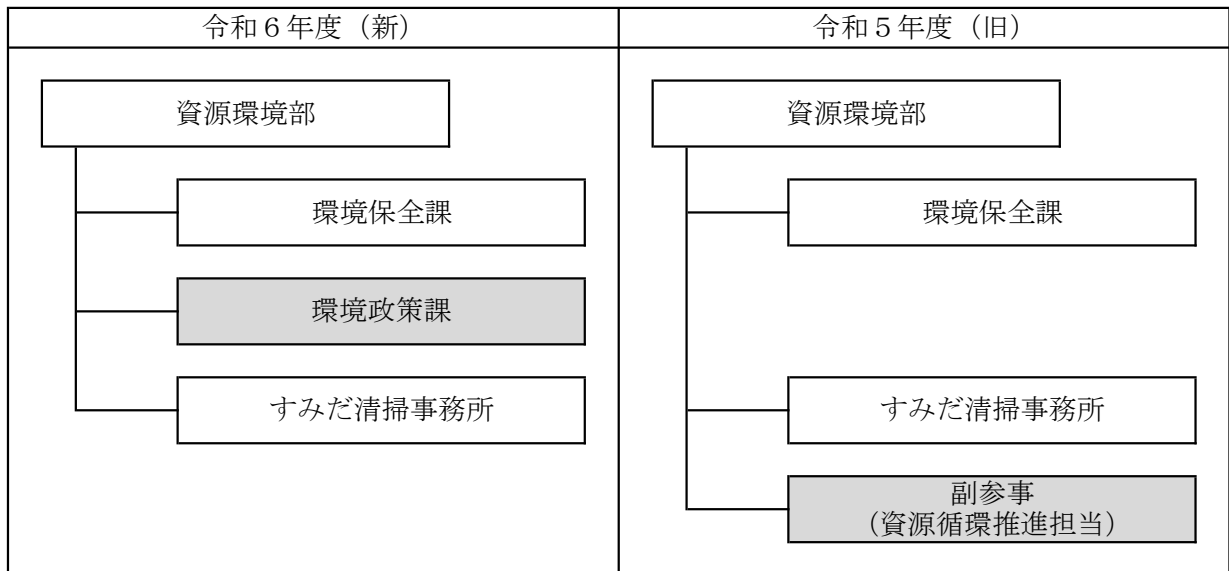 令和６年度（新）
資源環境部
環境保全課
環境政策課
すみだ清掃事務所
令和５年度（旧）
資源環境部
環境保全課
すみだ清掃事務所
副参事
（資源循環推進担当）